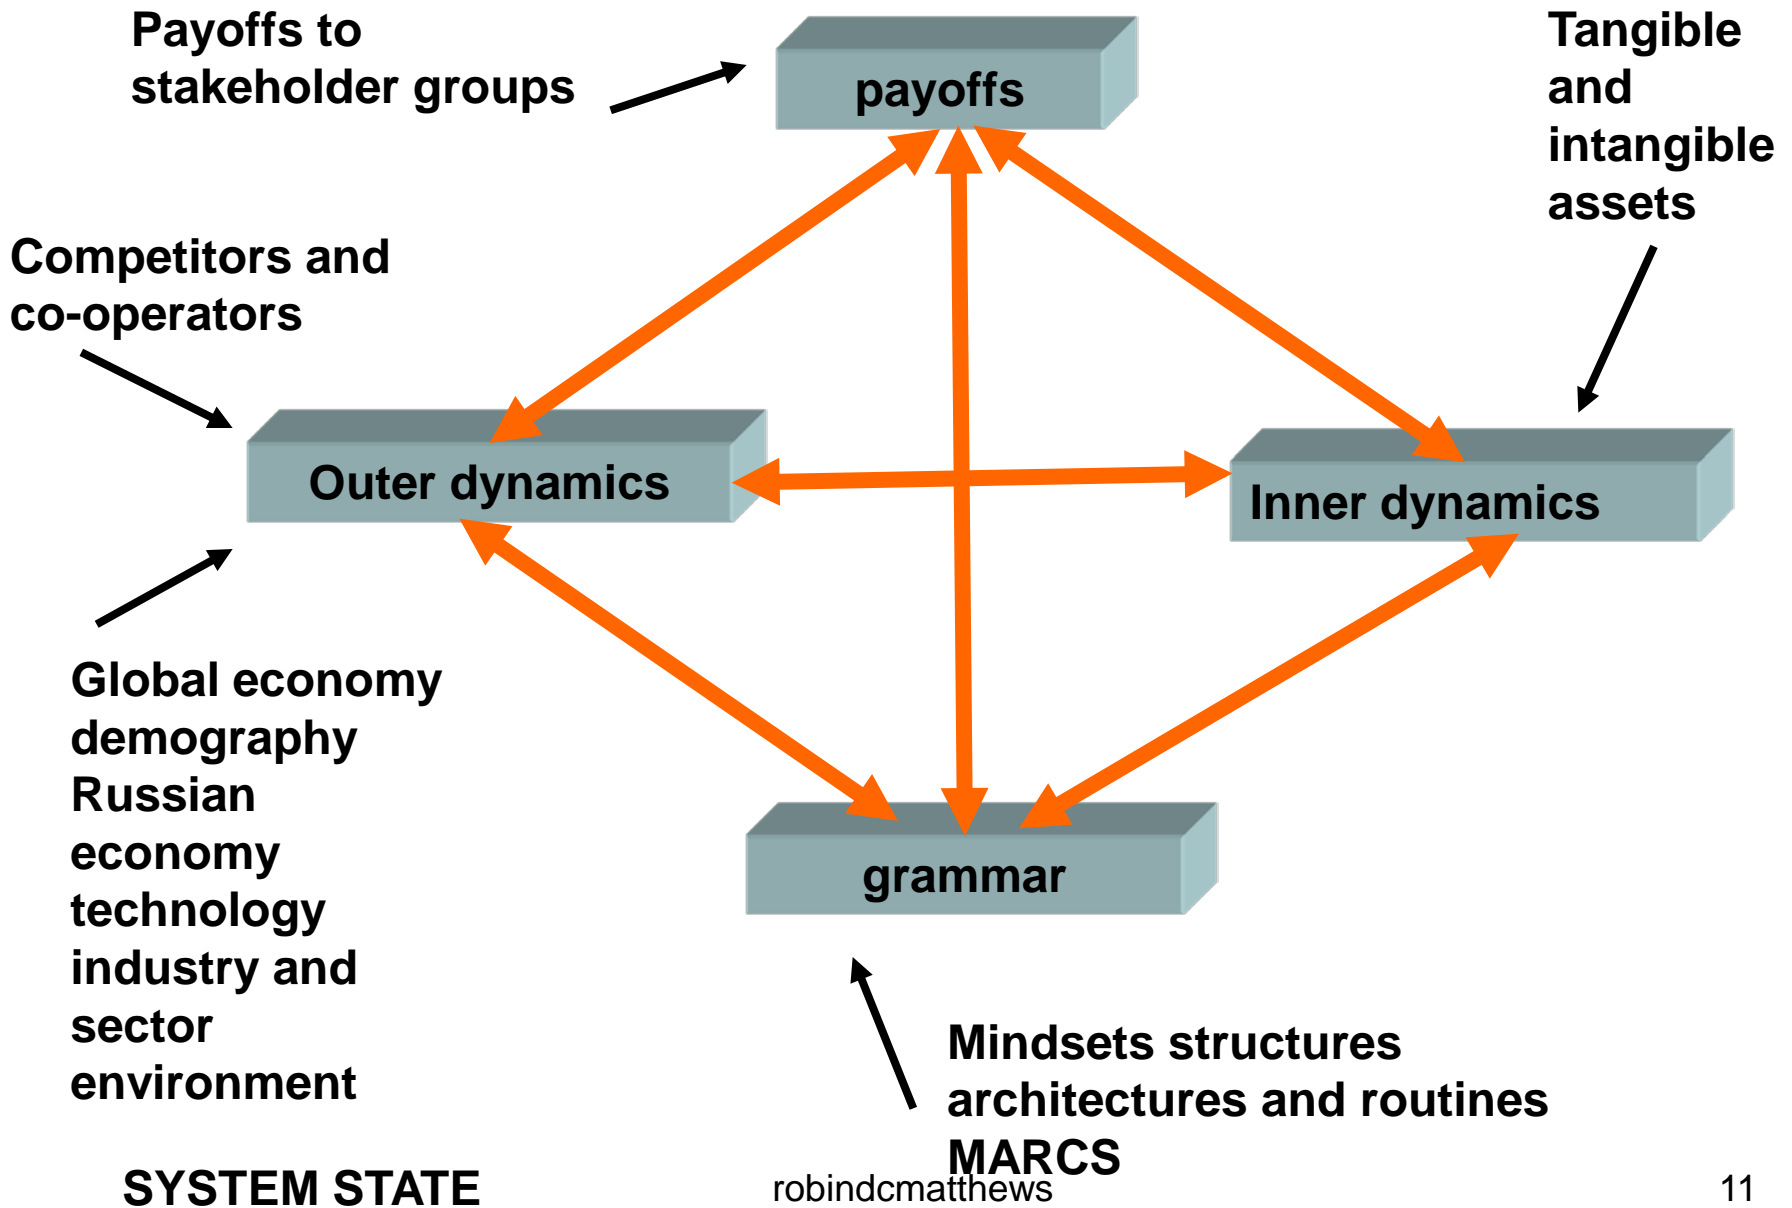 Payoffs to
stakeholder groups
payoffs
Tangible
and
intangible
assets
Competitors and
co-operators
Outer dynamics
Inner dynamics
Global economy
demography
Russian
economy
technology
industry and
sector
environment
grammar
Mindsets structures
architectures and routines
MARCS
SYSTEM STATE
robindcmatthews
11